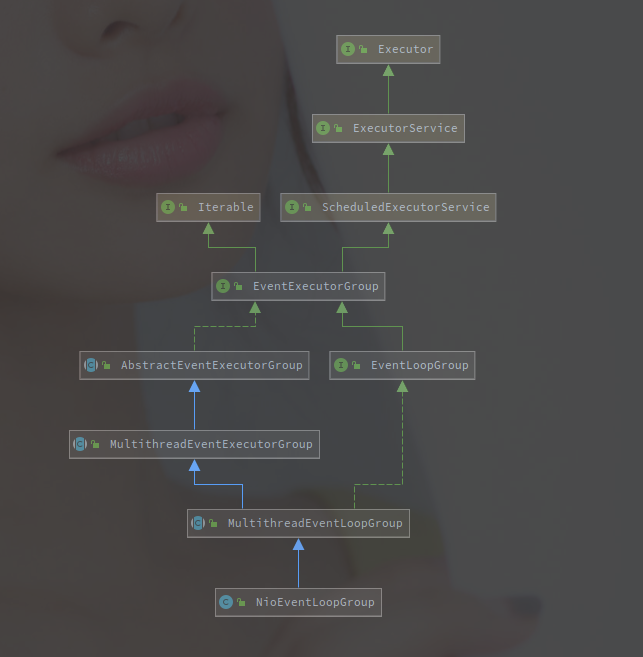 Executor
ExecutorService
Iterable
ScheduledExecutorService
EventExecutorGroup
AbstractEventExecutorGroup
EventLoopGroup
MultithreadEventExecutorGroup
MultithreadEventLoopGroup
NioEventLoopGroup